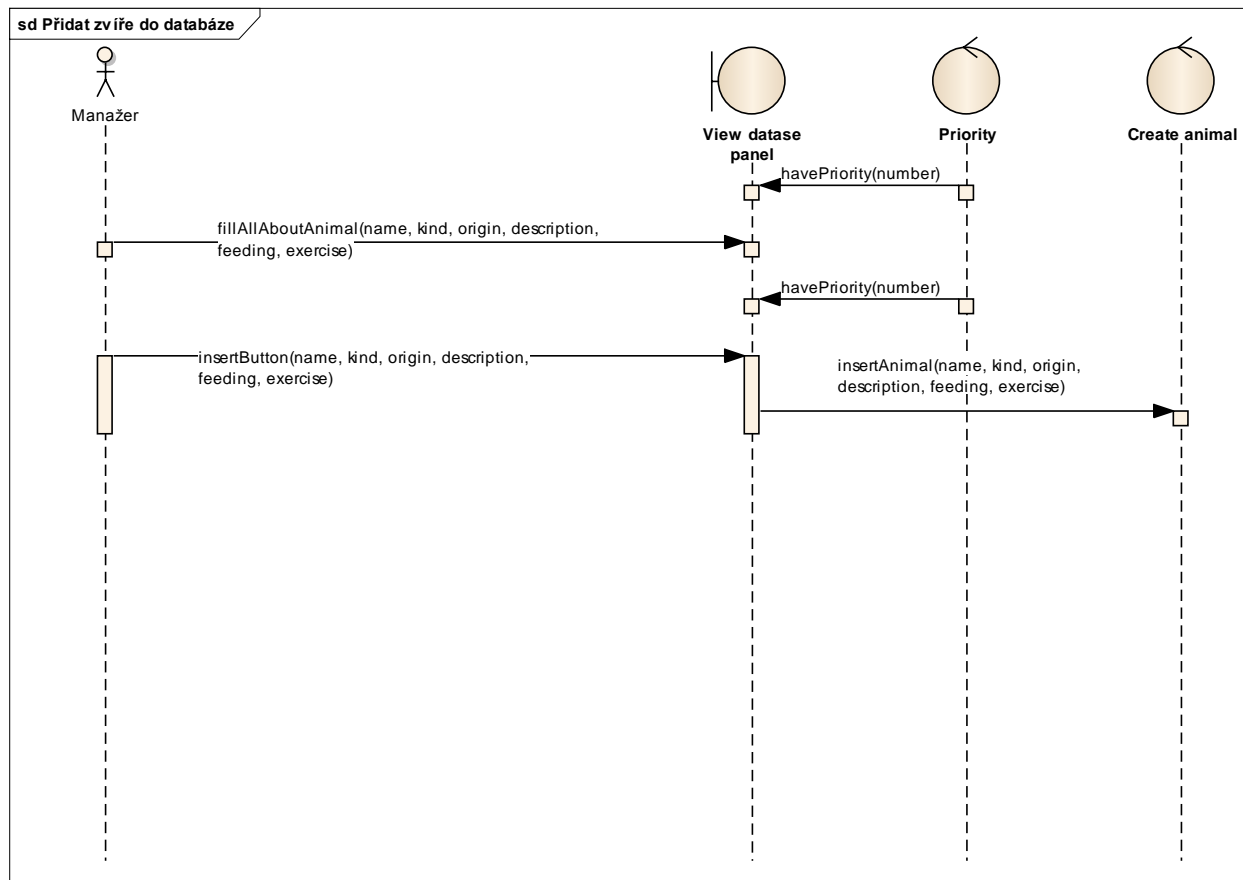 sd Přidat zvíře do databáze
Manažer
View datase
panel
Priority
Create animal
havePriority(number)
fillAllAboutAnimal(name, kind, origin, description,
feeding, exercise)
havePriority(number)
insertButton(name, kind, origin, description,
feeding, exercise)
insertAnimal(name, kind, origin,
description, feeding, exercise)